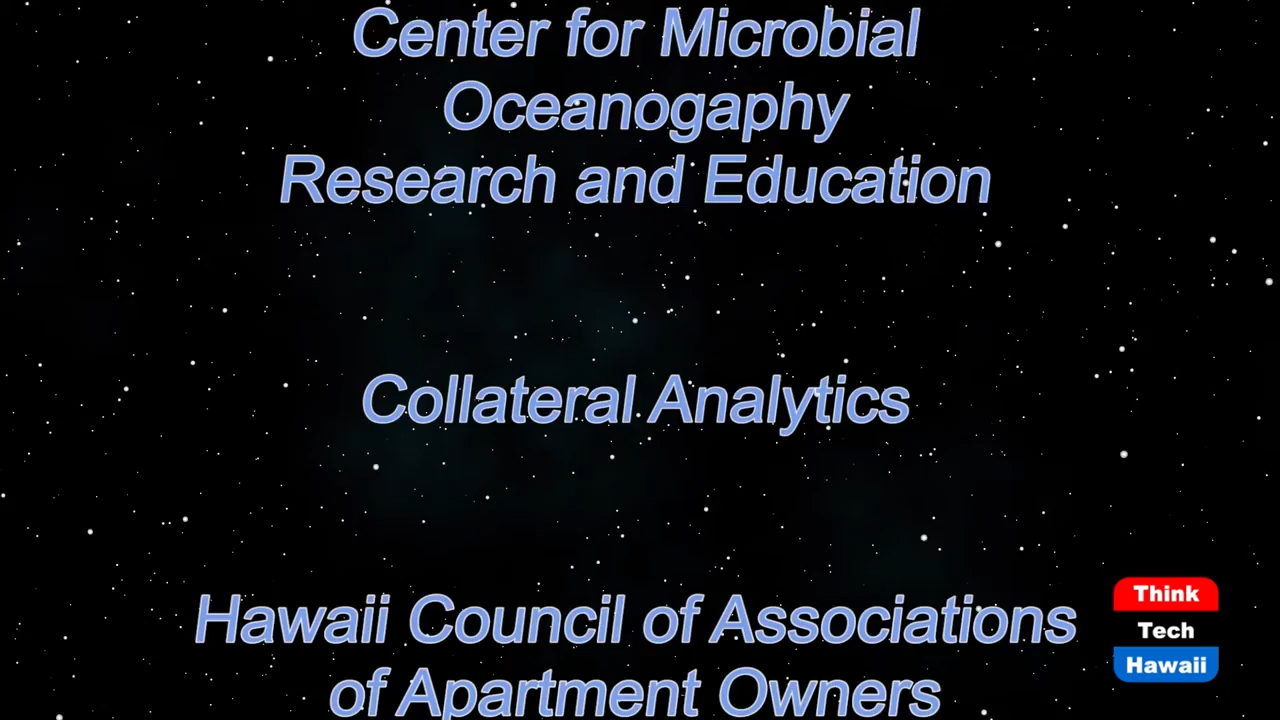 Center for Microbial
Oceanogaphy
Research and Education
Collateral Analytics
Hawaii Council of Associations
of Apartment Owners
Think
Tech
Hawaii